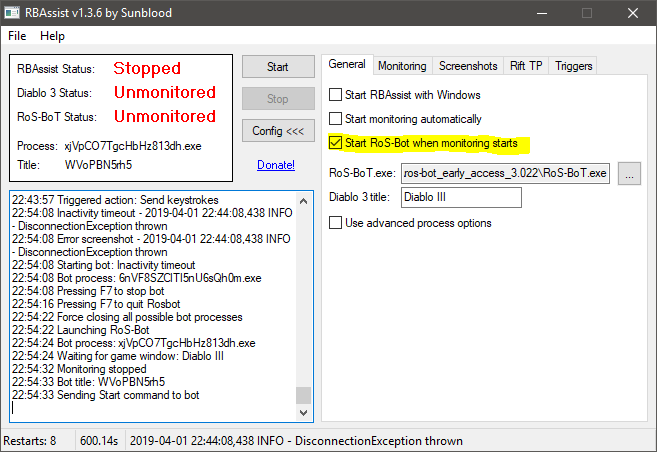 RBAssist v1.3.6 by Sunblood
File Help
RBAssist Status: Stopped
Diablo 3 Status: Unmonitored
RoS-BoT Status: Unmonitored
Process: xjVpCO7TgcHbHz813dh.exe
Title: WVoPBN5rh5
Start
Stop
Config <<<
Donate!
22:43:57 Triggered action: Send keystrokes
22:54:08 Inactivity timeout - 2019-04-01 22:44:08,438 INFO
- DisconnectionException thrown
22:54:08 Error screenshot - 2019-04-01 22:44:08,438 INFO
- DisconnectionException thrown
22:54:08 Starting bot: Inactivity timeout
22:54:08 Bot process: 6nVF8SZClTI5nU6sQh0m.exe
22:54:08 Pressing F7 to stop bot
22:54:16 Pressing F7 to quit Rosbot
22:54:22 Force closing all possible bot processes
22:54:22 Launching RoS-Bot
22:54:24 Bot process: xjVpCO7TgcHbHz813dh.exe
22:54:24 Waiting for game window: Diablo III
22:54:32 Monitoring stopped
22:54:33 Bot title: WVoPBN5rh5
22:54:33 Sending Start command to bot
General Monitoring Screenshots Rift TP Triggers
Start RBAssist with Windows
Start monitoring automatically
Start RoS-Bot when monitoring starts
RoS-BoT.exe: ros-bot_early_access_3.022\RoS-BoT.exe ...
Diablo 3 title: Diablo III
Use advanced process options
Restarts: 8 600.14s 2019-04-01 22:44:08,438 INFO - DisconnectionException thrown